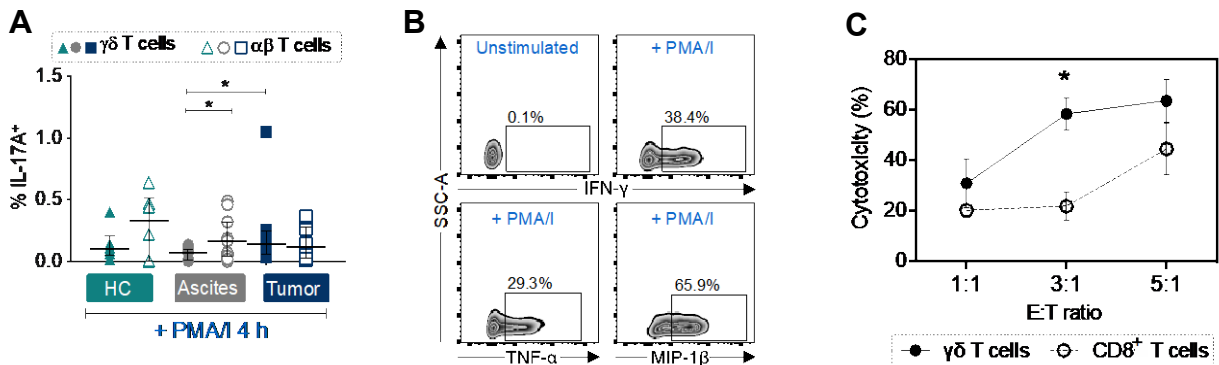 A
γδ T cells
αβ T cells
1.5
1.0
0.5
0.0
% IL-17A+
*
*
HC
Ascites
Tumor
+ PMA/I 4 h
B
Unstimulated
+ PMA/I
0.1%
38.4%
IFN-γ
SSC-A
+ PMA/I
+ PMA/I
29.3%
65.9%
TNF-α
MIP-1β
C
Cytotoxicity (%)
80
60
40
20
0
*
1:1
3:1
5:1
E:T ratio
γδ T cells
CD8+ T cells